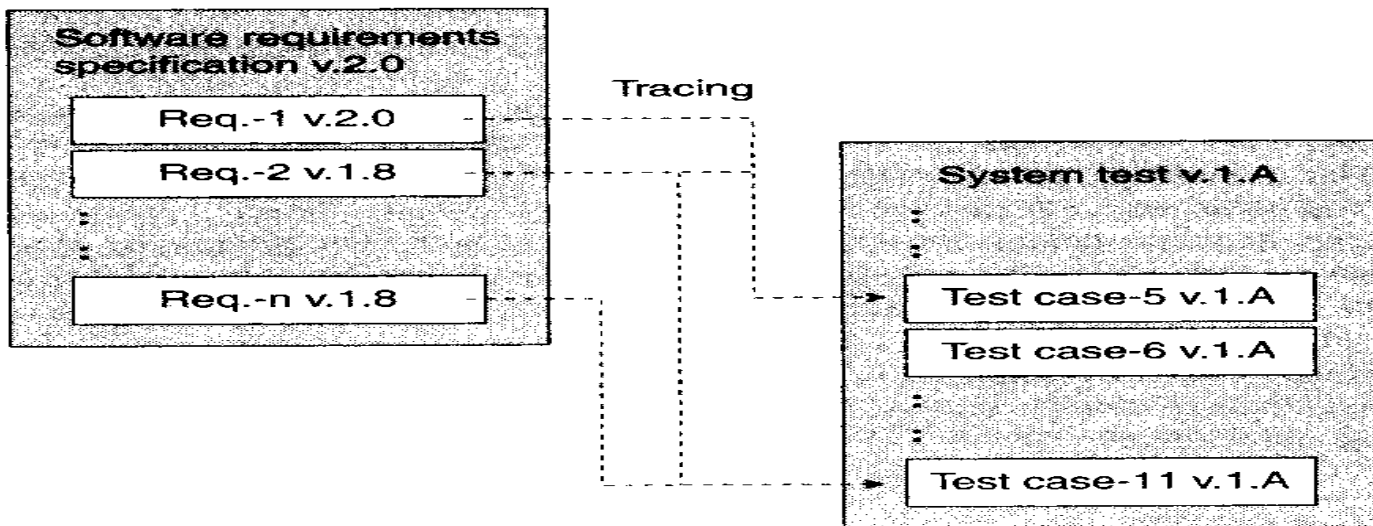 Software requirements
specification v.2.0
Req.-1 v.2.0
Req.-2 v.1.8
Req.-n v.1.8
Tracing
System test v.1.A
Test case-5 v.1.A
Test case-6 v.1.A
Test case-11 v.1.A